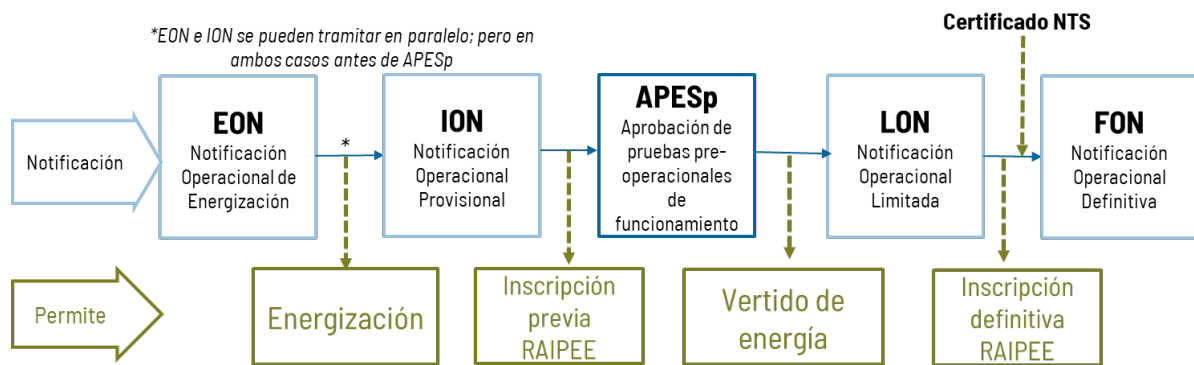 Certificado NTS
*EON e ION se pueden tramitar en paralelo; pero en
ambos casos antes de APESp
Notificación
EON
Notificación
Operacional de
Energización
*
ION
Notificación
Operacional
Provisional
APESp
Aprobación de
pruebas pre-
operacionales
de
funcionamiento
LON
Notificación
Operacional
Limitada
FON
Notificación
Operacional
Definitiva
Permite
Energización
Inscripción
previa
RAIPEE
Vertido de
energía
Inscripción
definitiva
RAIPEE